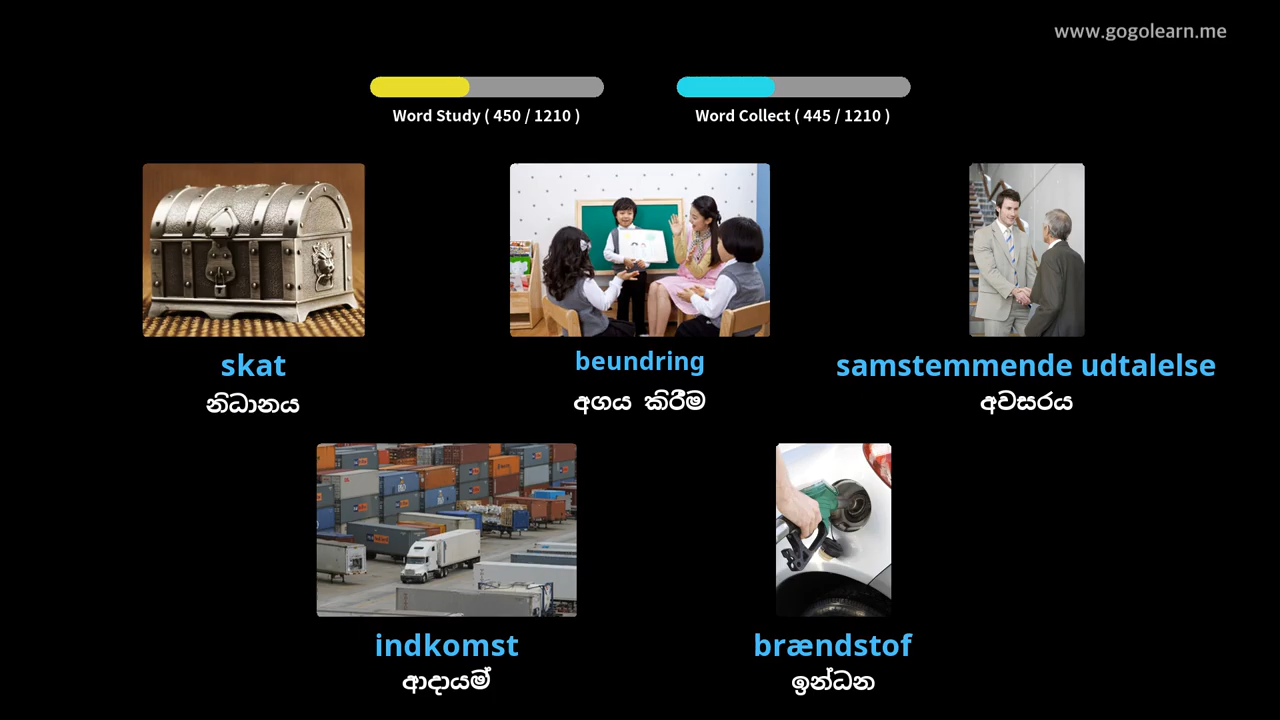 www.gogolearn.me
Word Study ( 450 / 1210 )
Word Collect ( 445 / 1210 )
skat
නිධානය
beundring
අගය කිරීම
samstemmende udtalelse
අවසරය
indkomst
ආදායම්
brændstof
ඉන්ධන